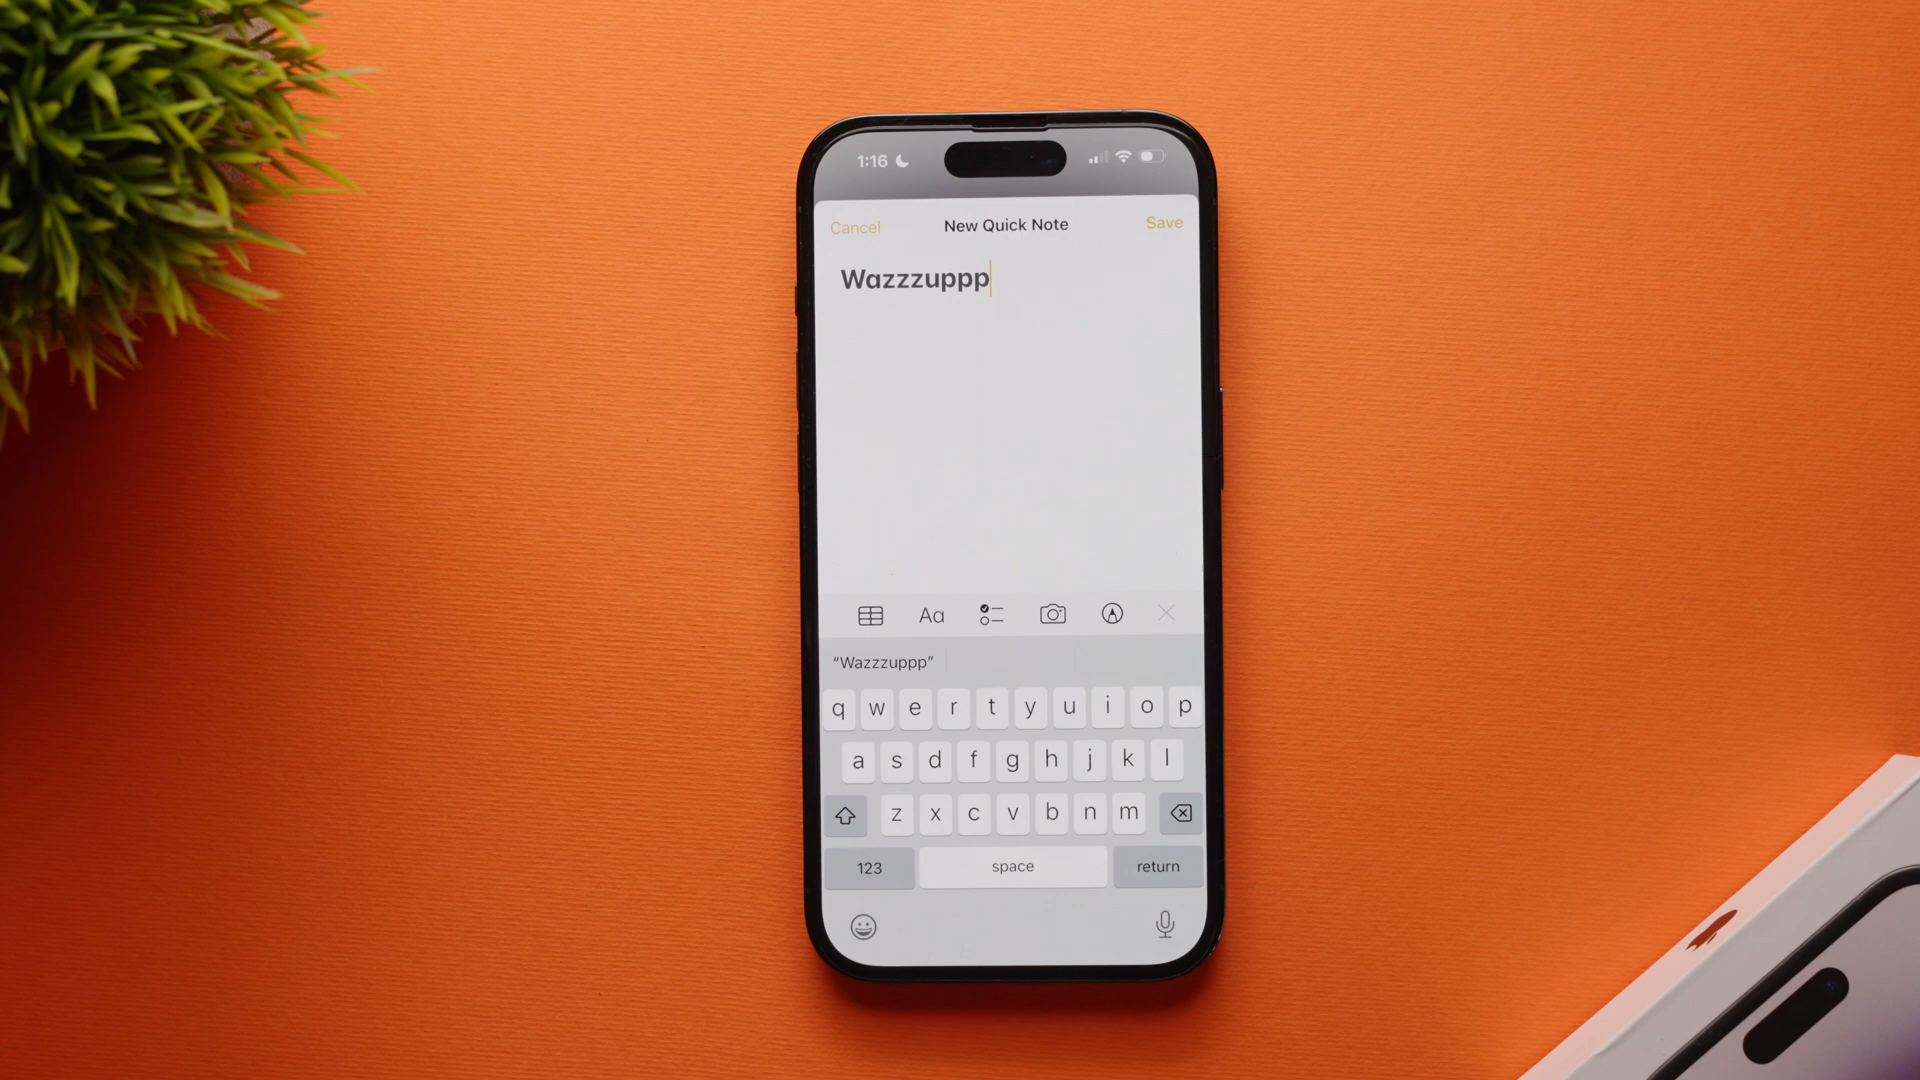 1:16
Cancel New Quick Note Save
Wazzzuppp
Aa
“Wazzzuppp”
q w e r t y u i o p
a s d f g h j k l
z x c v b n m
123 space return